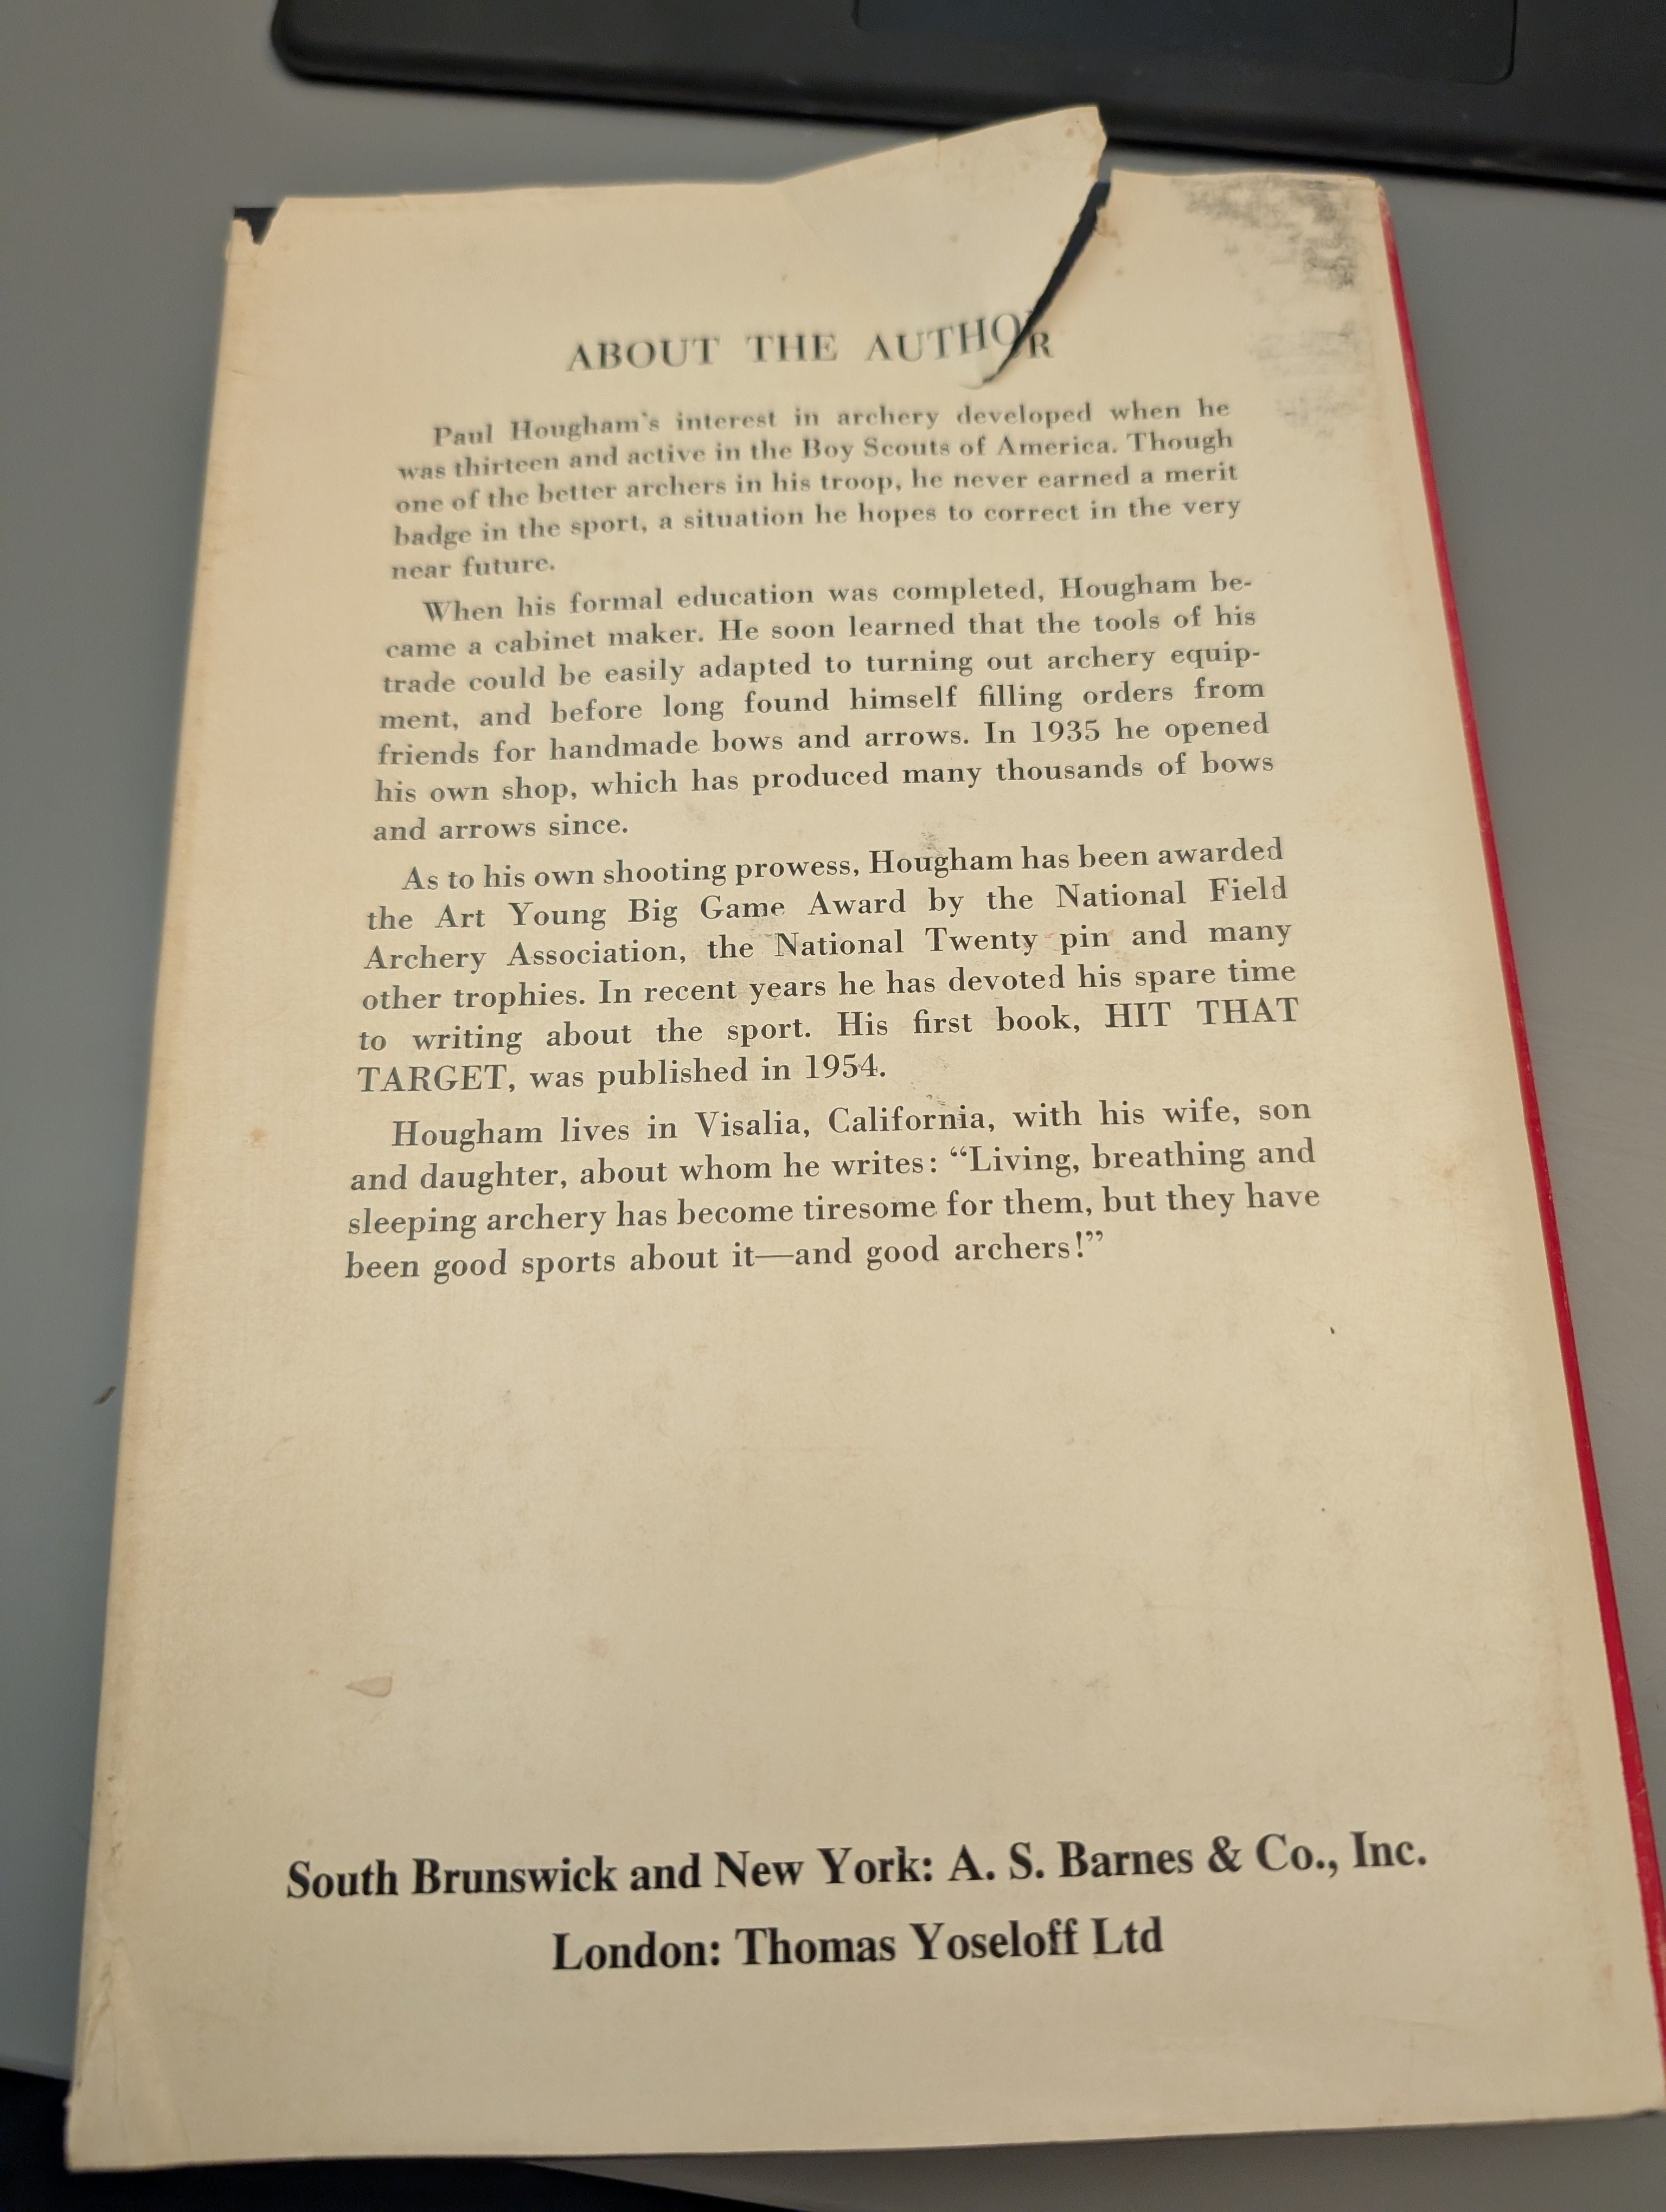 ABOUT THE AUTHOR
Paul Hougham's interest in archery developed when he
was thirteen and active in the Boy Scouts of America. Though
one of the better archers in his troop, he never earned a merit
badge in the sport, a situation he hopes to correct in the very
near future.
When his formal education was completed, Hougham be-
came a cabinet maker. He soon learned that the tools of his
trade could be easily adapted to turning out archery equip-
ment, and before long found himself filling orders from
friends for handmade bows and arrows. In 1935 he opened
his own shop, which has produced many thousands of bows
and arrows since.
As to his own shooting prowess, Hougham has been awarded
the Art Young Big Game Award by the National Field
Archery Association, the National Twenty pin and many
other trophies. In recent years he has devoted his spare time
to writing about the sport. His first book, HIT THAT
TARGET, was published in 1954.
Hougham lives in Visalia, California, with his wife, son
and daughter, about whom he writes: “Living, breathing and
sleeping archery has become tiresome for them, but they have
been good sports about it—and good archers!”
South Brunswick and New York: A. S. Barnes & Co., Inc.
London: Thomas Yoseloff Ltd